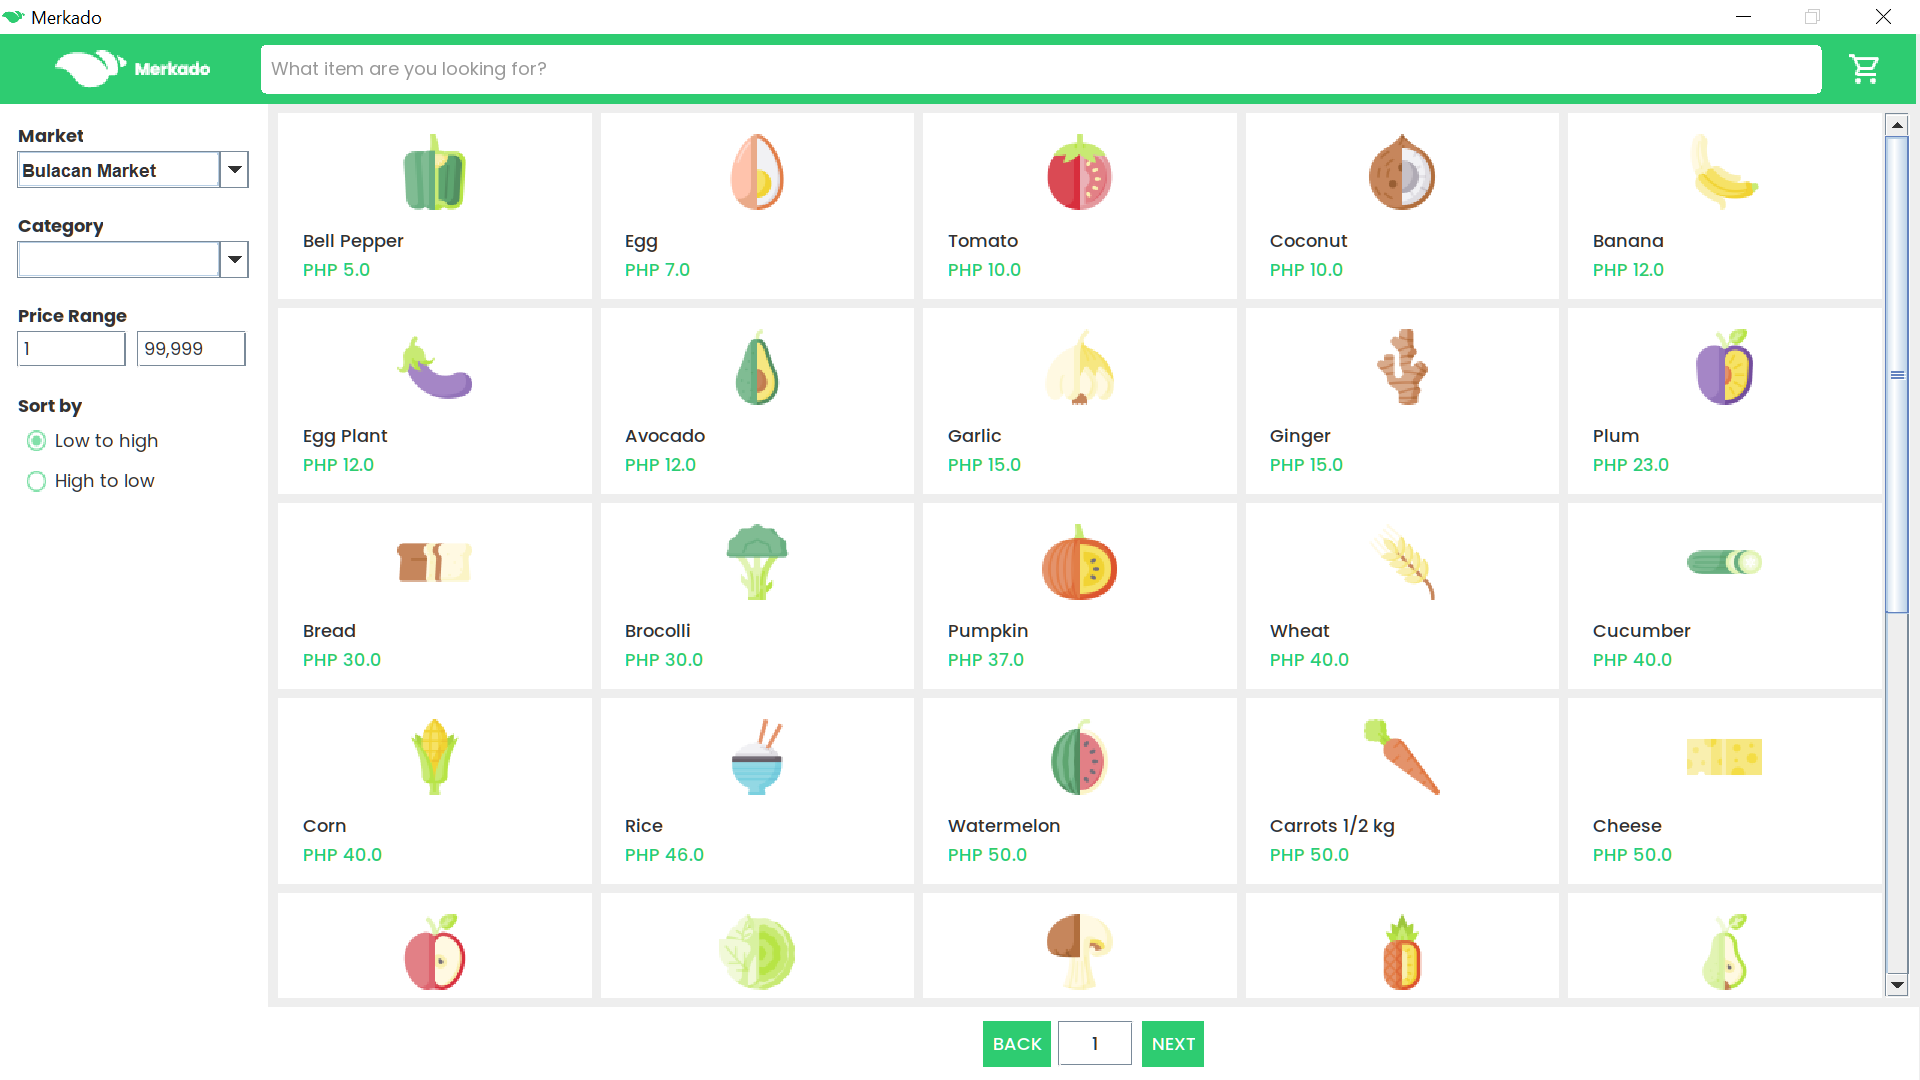 Merkado
Merkado
What item are you looking for?
Market
Bulacan Market
Category
Price Range
1
99,999
Sort by
Low to high
High to low
Bell Pepper
PHP 5.0
Egg
PHP 7.0
Tomato
PHP 10.0
Coconut
PHP 10.0
Banana
PHP 12.0
Egg Plant
PHP 12.0
Avocado
PHP 12.0
Garlic
PHP 15.0
Ginger
PHP 15.0
Plum
PHP 23.0
Bread
PHP 30.0
Brocolli
PHP 30.0
Pumpkin
PHP 37.0
Wheat
PHP 40.0
Cucumber
PHP 40.0
Corn
PHP 40.0
Rice
PHP 46.0
Watermelon
PHP 50.0
Carrots 1/2 kg
PHP 50.0
Cheese
PHP 50.0
BACK
1
NEXT